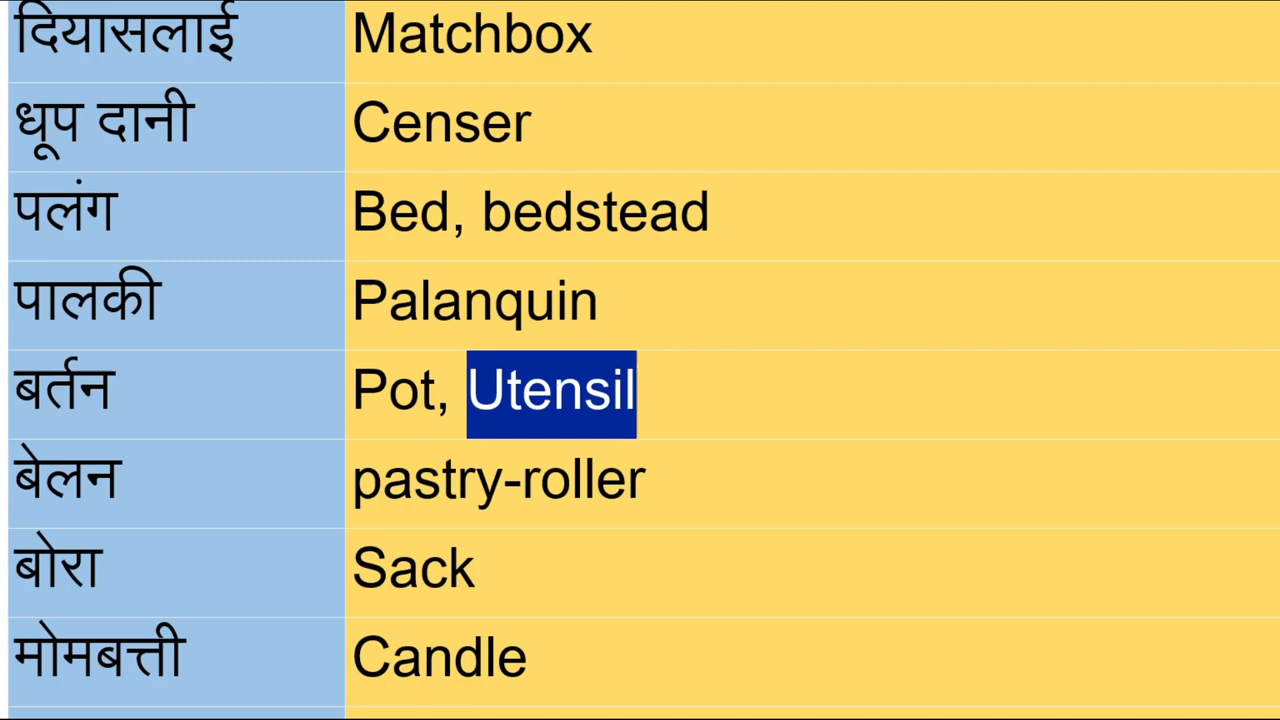 दियासलाई Matchbox
धूप दानी Censer
पलंग Bed, bedstead
पालकी Palanquin
बर्तन Pot, Utensil
बेलन pastry-roller
बोरा Sack
मोमबत्ती Candle